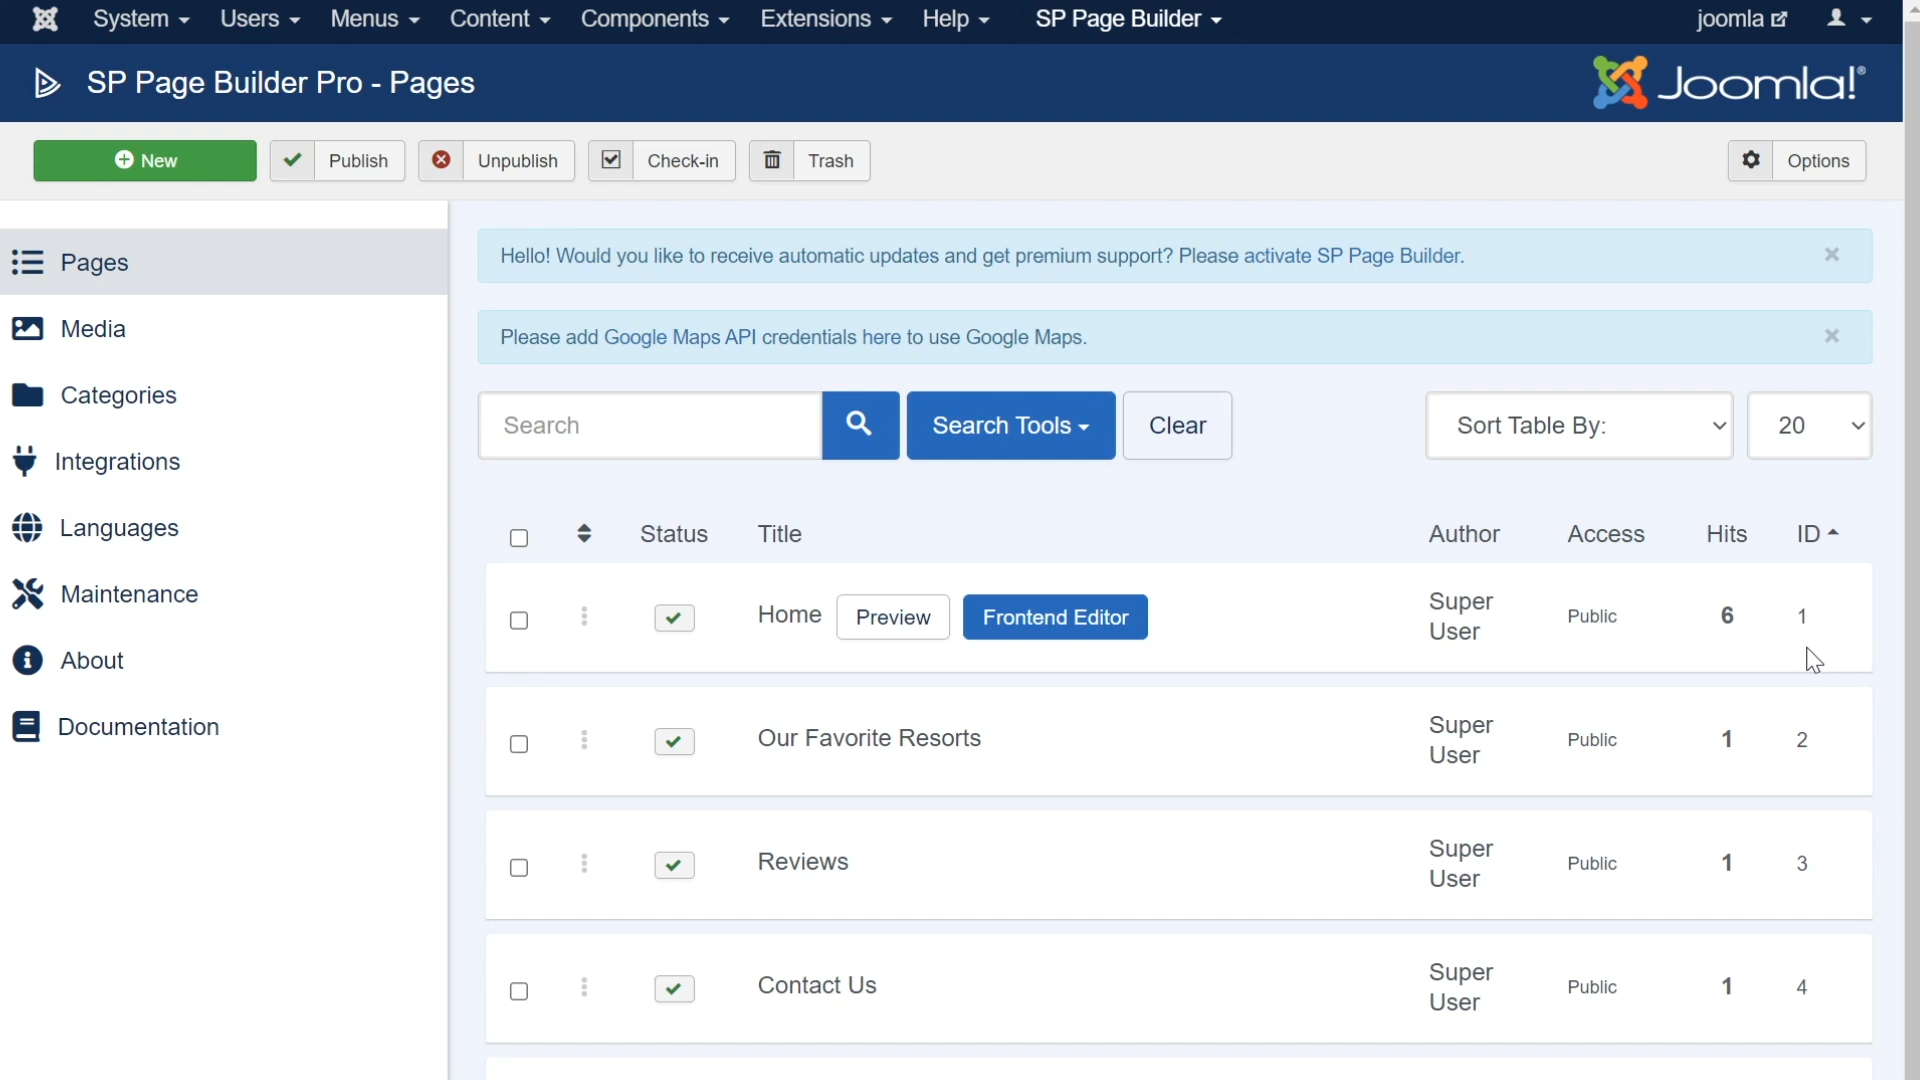 System Users Menus Content Components Extensions Help SP Page Builder joomla
SP Page Builder Pro - Pages Joomla!®
New Publish Unpublish Check-in Trash Options
Pages
Media
Categories
Integrations
Languages
Maintenance
About
Documentation
Hello! Would you like to receive automatic updates and get premium support? Please activate SP Page Builder. ×
Please add Google Maps API credentials here to use Google Maps. ×
Search Search Tools Clear Sort Table By: 20
Status Title Author Access Hits ID
Home Preview Frontend Editor Super User Public 6 1
Our Favorite Resorts Super User Public 1 2
Reviews Super User Public 1 3
Contact Us Super User Public 1 4